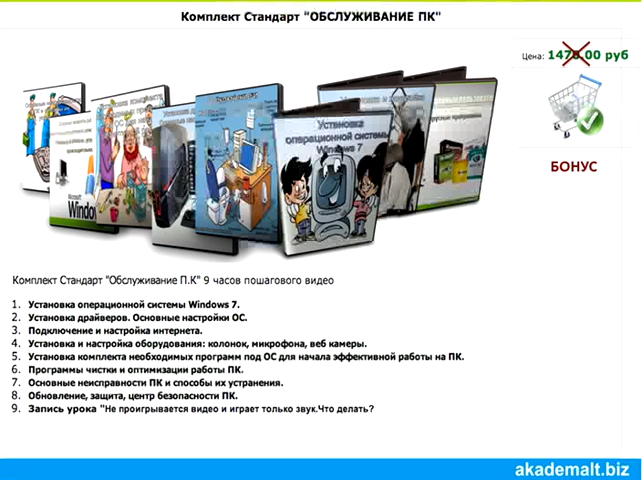 Комплект Стандарт "ОБСЛУЖИВАНИЕ ПК"
Цена: 1470.00 руб
БОНУС
Установка
операционной системы
Windows 7
Microsoft
Комплект Стандарт "Обслуживание П.К" 9 часов пошагового видео
1. Установка операционной системы Windows 7.
2. Установка драйверов. Основные настройки ОС.
3. Подключение и настройка интернета.
4. Установка и настройка оборудования: колонок, микрофона, веб камеры.
5. Установка комплекта необходимых программ под ОС для начала эффективной работы на ПК.
6. Программы чистки и оптимизации работы ПК.
7. Основные неисправности ПК и способы их устранения.
8. Обновление, защита, центр безопасности ПК.
9. Запись урока "Не проигрывается видео и играет только звук.Что делать?
akademalt.biz